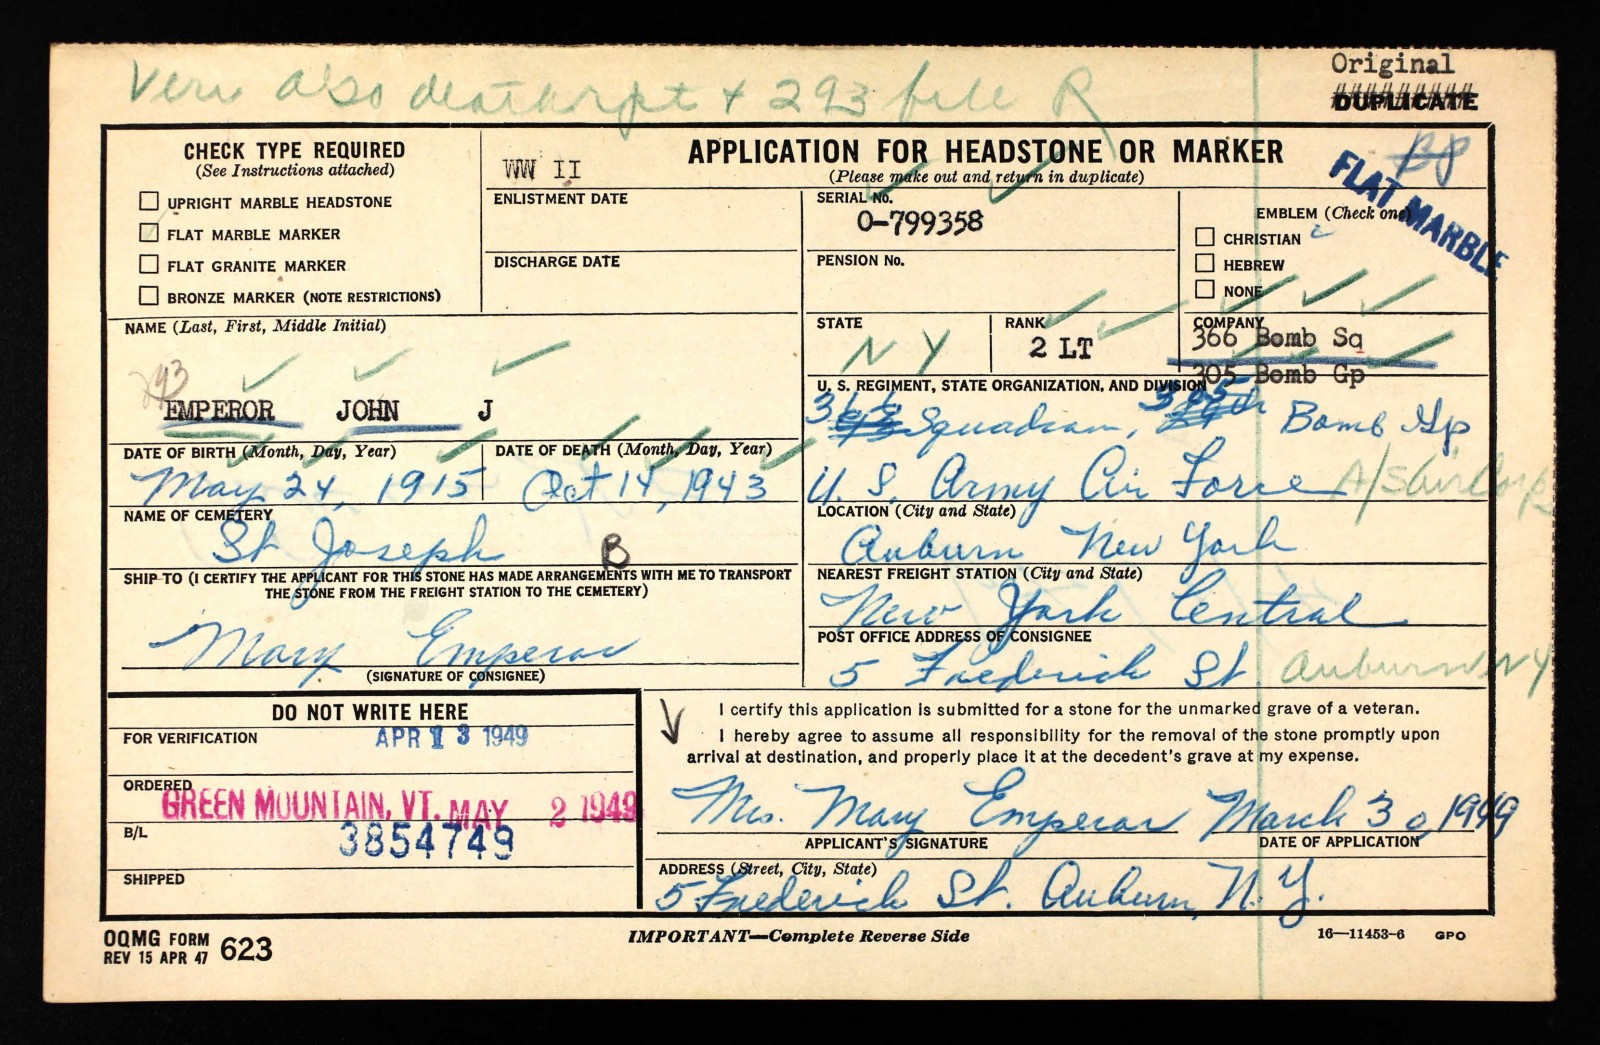 Veri also death rpt + 293 file R
Original
DUPLICATE
CHECK TYPE REQUIRED
(See Instructions attached)
UPRIGHT MARBLE HEADSTONE
FLAT MARBLE MARKER
FLAT GRANITE MARKER
BRONZE MARKER (NOTE RESTRICTIONS)
WW II
ENLISTMENT DATE
DISCHARGE DATE
APPLICATION FOR HEADSTONE OR MARKER
(Please make out and return in duplicate)
SERIAL No.
O-799358
PENSION No.
EMBLEM (Check one)
CHRISTIAN
HEBREW
NONE
FLAT MARBLE
NAME (Last, First, Middle Initial)
293
EMPEROR JOHN J
STATE
N Y
RANK
2 LT
COMPANY
366 Bomb Sq
305 Bomb Gp
U. S. REGIMENT, STATE ORGANIZATION, AND DIVISION
366 Squadron, 305th Bomb Gp
U. S. Army Air Force A/S Air Corps
DATE OF BIRTH (Month, Day, Year)
May 24, 1915
DATE OF DEATH (Month, Day, Year)
Oct 14, 1943
NAME OF CEMETERY
St Joseph B
LOCATION (City and State)
Auburn New York
SHIP TO (I CERTIFY THE APPLICANT FOR THIS STONE HAS MADE ARRANGEMENTS WITH ME TO TRANSPORT
THE STONE FROM THE FREIGHT STATION TO THE CEMETERY)
Mary Emperor
(SIGNATURE OF CONSIGNEE)
NEAREST FREIGHT STATION (City and State)
New York Central
POST OFFICE ADDRESS OF CONSIGNEE
5 Frederick St Auburn NY
DO NOT WRITE HERE
FOR VERIFICATION
APR 13 1949
ORDERED
GREEN MOUNTAIN, VT. MAY 2 1949
B/L
3854749
SHIPPED
I certify this application is submitted for a stone for the unmarked grave of a veteran.
I hereby agree to assume all responsibility for the removal of the stone promptly upon
arrival at destination, and properly place it at the decedent's grave at my expense.
Mrs. Mary Emperor March 30, 1949
APPLICANT'S SIGNATURE
DATE OF APPLICATION
ADDRESS (Street, City, State)
5 Frederick St. Auburn, N. Y.
OQMG FORM 623
REV 15 APR 47
IMPORTANT—Complete Reverse Side
16—11453-6 GPO